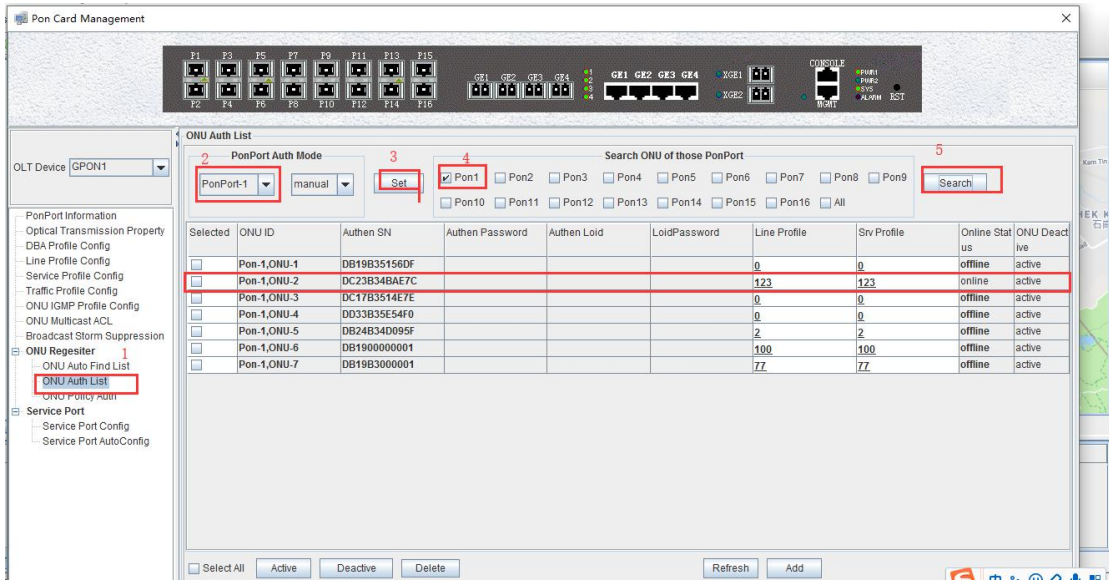 Pon Card Management
P1 P3 P5 P7 P9 P11 P13 P15
P2 P4 P6 P8 P10 P12 P14 P16
GE1 GE2 GE3 GE4
1
2
3
4
GE1 GE2 GE3 GE4
XGE1
XGE2
CONSOLE
MGMT
PWR1
PWR2
SYS
ALARM
RST
OLT Device GPON1
PonPort Information
Optical Transmission Property
DBA Profile Config
Line Profile Config
Service Profile Config
Traffic Profile Config
ONU IGMP Profile Config
ONU Multicast ACL
Broadcast Storm Suppression
ONU Regesiter 1
ONU Auto Find List
ONU Auth List
ONU Policy Auth
Service Port
Service Port Config
Service Port AutoConfig
ONU Auth List
2 PonPort Auth Mode 3 4 Search ONU of those PonPort 5
PonPort-1 manual Set Pon1 Pon2 Pon3 Pon4 Pon5 Pon6 Pon7 Pon8 Pon9 Search
Pon10 Pon11 Pon12 Pon13 Pon14 Pon15 Pon16 All
Selected ONU ID Authen SN Authen Password Authen Loid LoidPassword Line Profile Srv Profile Online Stat ONU Deact
us ive
Pon-1,ONU-1 DB19B35156DF 0 0 offline active
Pon-1,ONU-2 DC23B34BAE7C 123 123 online active
Pon-1,ONU-3 DC17B3514E7E 0 0 offline active
Pon-1,ONU-4 DD33B35E54F0 0 0 offline active
Pon-1,ONU-5 DB24B34D095F 2 2 offline active
Pon-1,ONU-6 DB1900000001 100 100 offline active
Pon-1,ONU-7 DB19B3000001 77 77 offline active
Select All Active Deactive Delete Refresh Add
Kam Tin
中